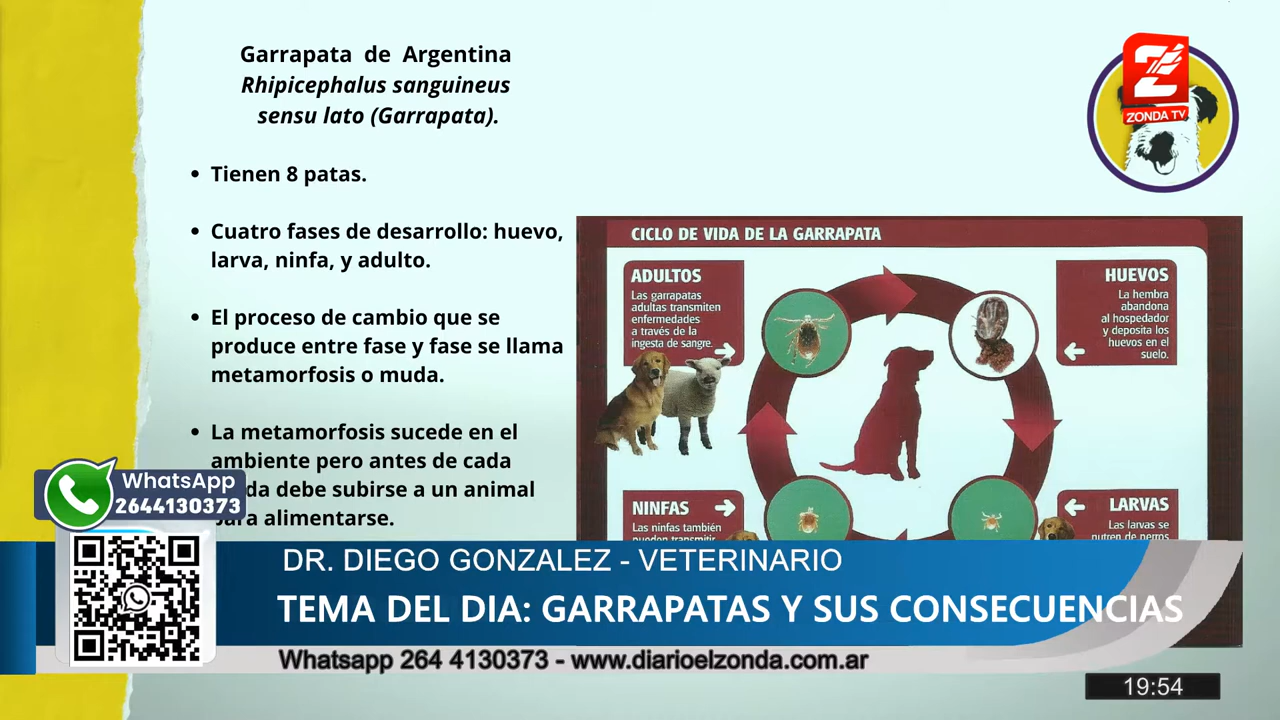 Garrapata de Argentina
Rhipicephalus sanguineus
sensu lato (Garrapata).
ZONDA TV
• Tienen 8 patas.
• Cuatro fases de desarrollo: huevo,
larva, ninfa, y adulto.
• El proceso de cambio que se
produce entre fase y fase se llama
metamorfosis o muda.
• La metamorfosis sucede en el
ambiente pero antes de cada
debe subirse a un animal
alimentarse.
CICLO DE VIDA DE LA GARRAPATA
ADULTOS
Las garrapatas
adultas transmiten
enfermedades
a través de la
ingesta de sangre.
HUEVOS
La hembra
abandona
al hospedador
y deposita los
huevos en el
suelo.
NINFAS
Las ninfas también
pueden transmitir
LARVAS
Las larvas se
nutren de perros
WhatsApp
2644130373
DR. DIEGO GONZALEZ - VETERINARIO
TEMA DEL DIA: GARRAPATAS Y SUS CONSECUENCIAS
Whatsapp 264 4130373 - www.diarioelzonda.com.ar
19:54